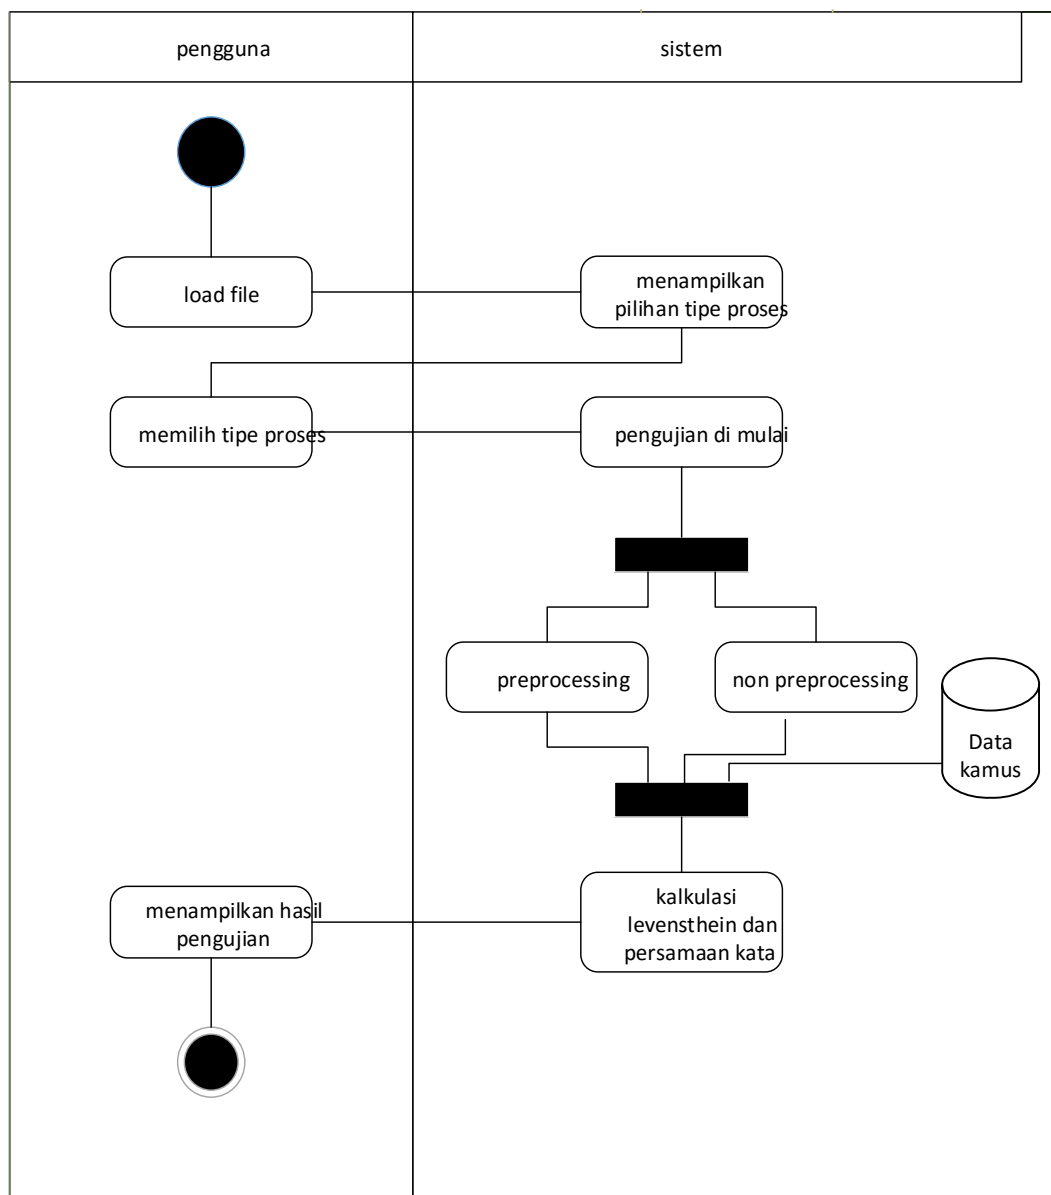 pengguna
sistem
load file
menampilkan
pilihan tipe proses
memilih tipe proses
pengujian di mulai
preprocessing
non preprocessing
Data
kamus
kalkulasi
levensthein dan
persamaan kata
menampilkan hasil
pengujian